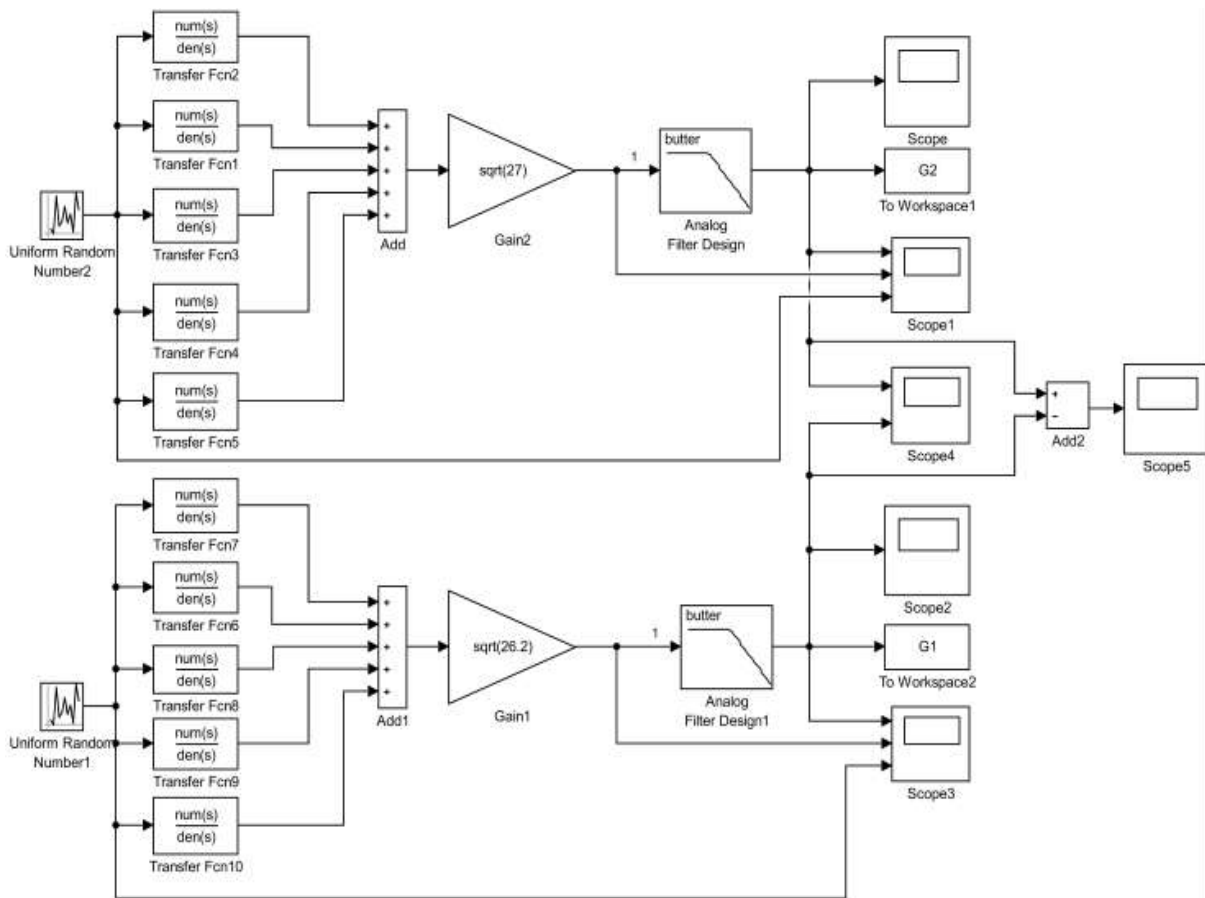 num(s)
den(s)
Transfer Fcn2
num(s)
den(s)
Transfer Fcn1
num(s)
den(s)
Transfer Fcn3
num(s)
den(s)
Transfer Fcn4
num(s)
den(s)
Transfer Fcn5
Uniform Random
Number2
+
+
+
+
+
Add
sqrt(27)
Gain2
1
butter
Analog
Filter Design
Scope
G2
To Workspace1
Scope1
Scope4
+
−
Add2
Scope5
num(s)
den(s)
Transfer Fcn7
num(s)
den(s)
Transfer Fcn6
num(s)
den(s)
Transfer Fcn8
num(s)
den(s)
Transfer Fcn9
num(s)
den(s)
Transfer Fcn10
Uniform Random
Number1
+
+
+
+
+
Add1
sqrt(26.2)
Gain1
1
butter
Analog
Filter Design1
Scope2
G1
To Workspace2
Scope3